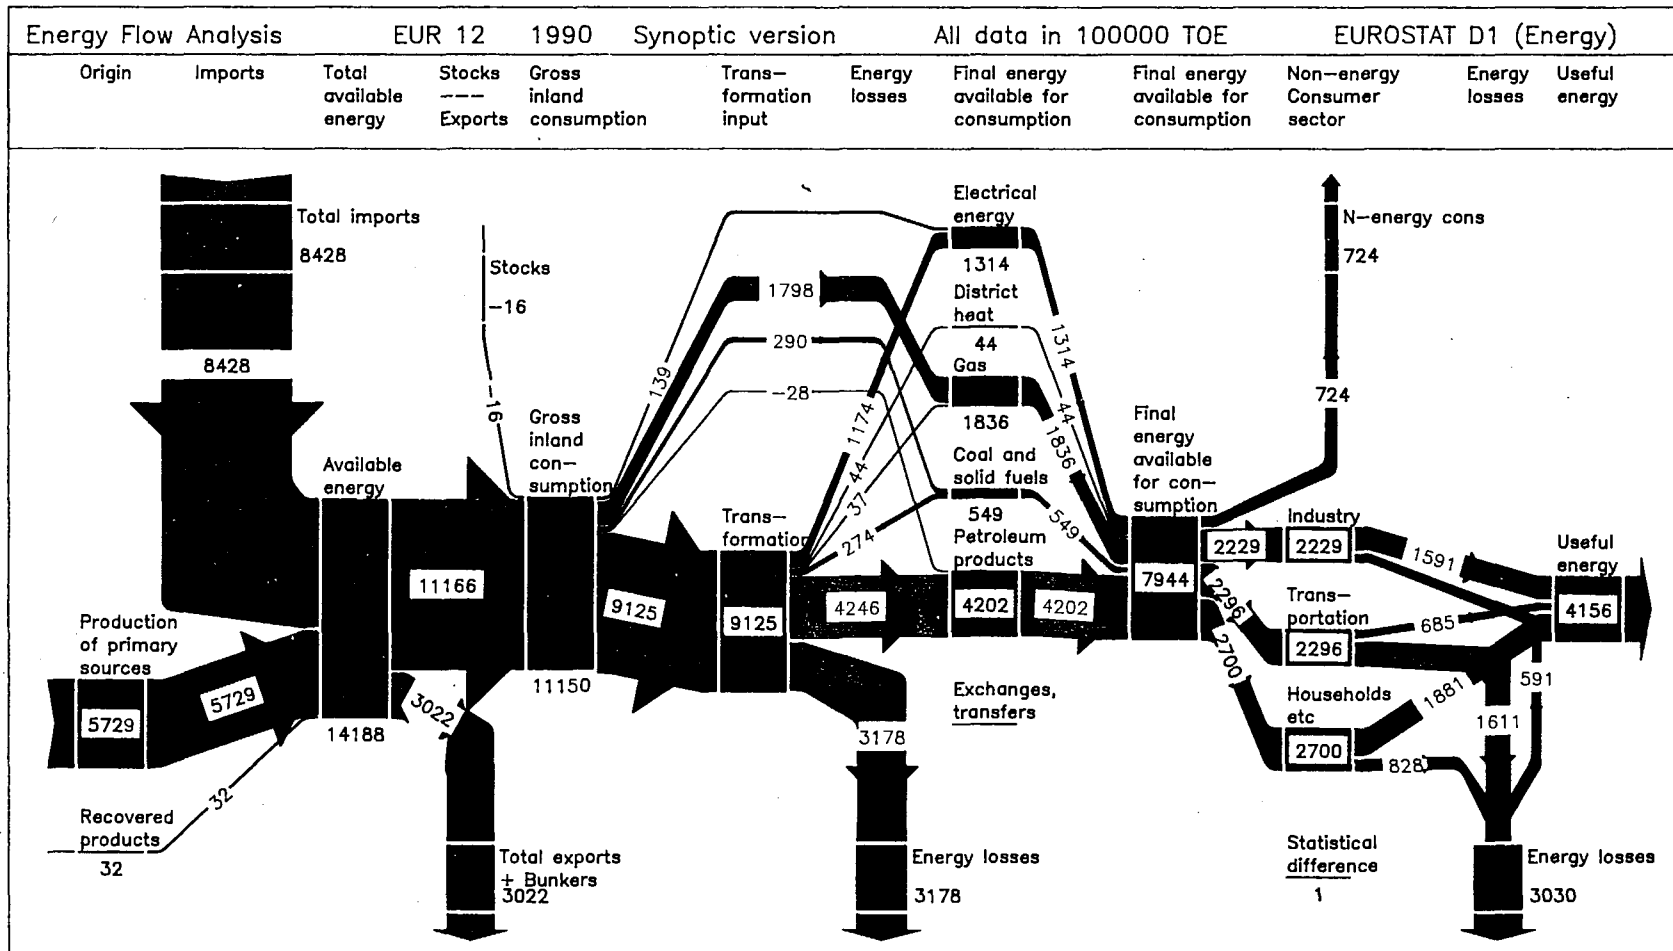 Energy Flow Analysis EUR 12 1990 Synoptic version All data in 100000 TOE EUROSTAT D1 (Energy)
Origin
Imports
Total
available
energy
Stocks
---
Exports
Gross
inland
consumption
Trans-
formation
input
Energy
losses
Final energy
available for
consumption
Final energy
available for
consumption
Non-energy
Consumer
sector
Energy
losses
Useful
energy
Total imports
8428
8428
Stocks
-16
-16
Production
of primary
sources
5729
5729
Recovered
products
32
32
Available
energy
14188
11166
3022
Total exports
+ Bunkers
3022
Gross
inland
con-
sumption
11150
139
1798
290
-28
9125
Trans-
formation
9125
1174
44
37
274
4246
3178
Energy losses
3178
Electrical
energy
1314
District
heat
44
Gas
1836
Coal and
solid fuels
549
Petroleum
products
4202
Exchanges,
transfers
1314
44
1836
549
4202
Final
energy
available
for con-
sumption
7944
N-energy cons
724
724
2229
2296
2700
Industry
2229
Trans-
portation
2296
Households
etc
2700
Statistical
difference
1
1591
685
1881
828
1611
591
Useful
energy
4156
Energy losses
3030